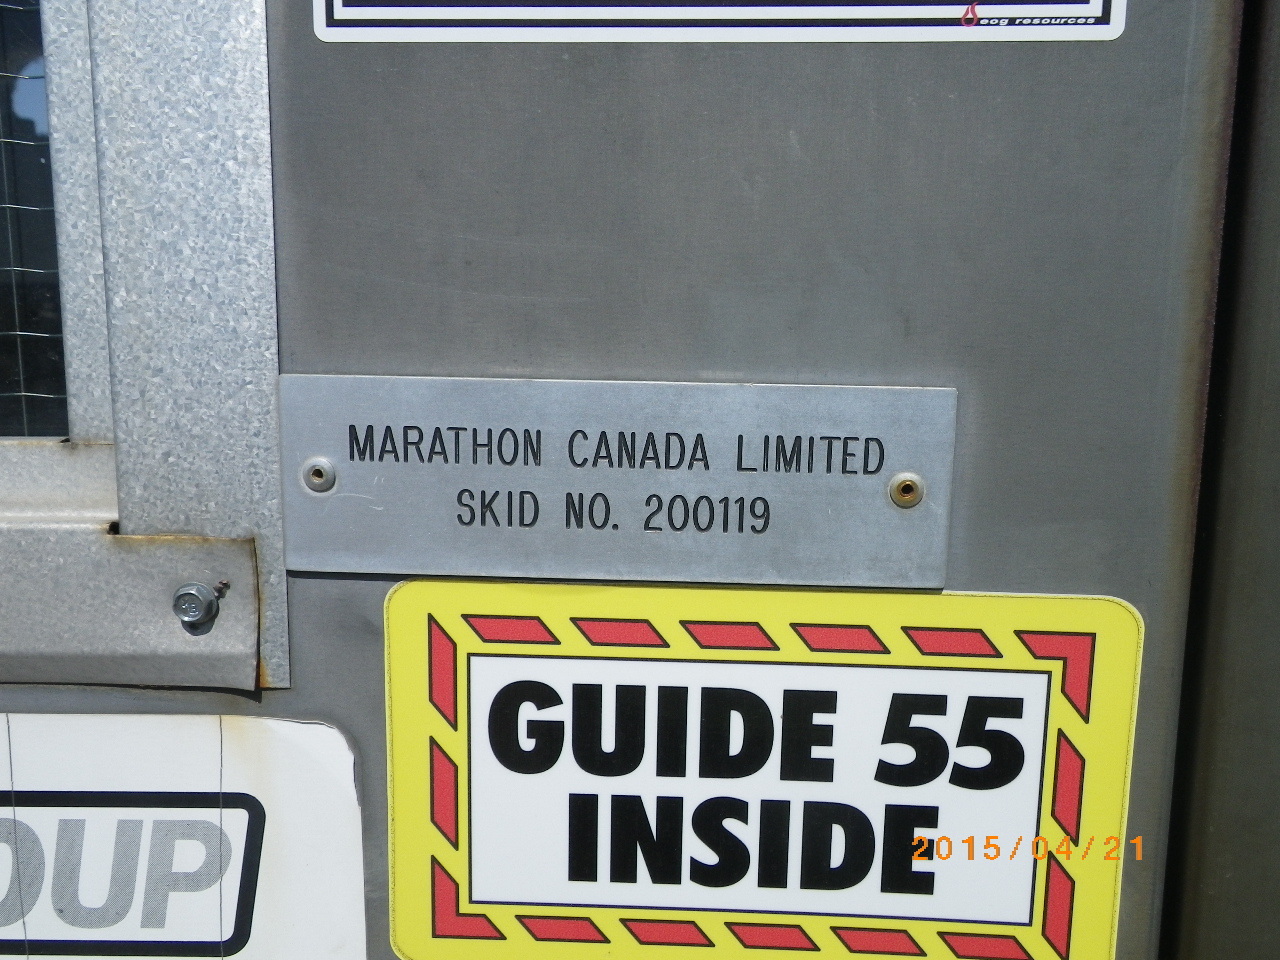 eog resources
MARATHON CANADA LIMITED
SKID NO. 200119
GUIDE 55
INSIDE
2015/04/21
OUP